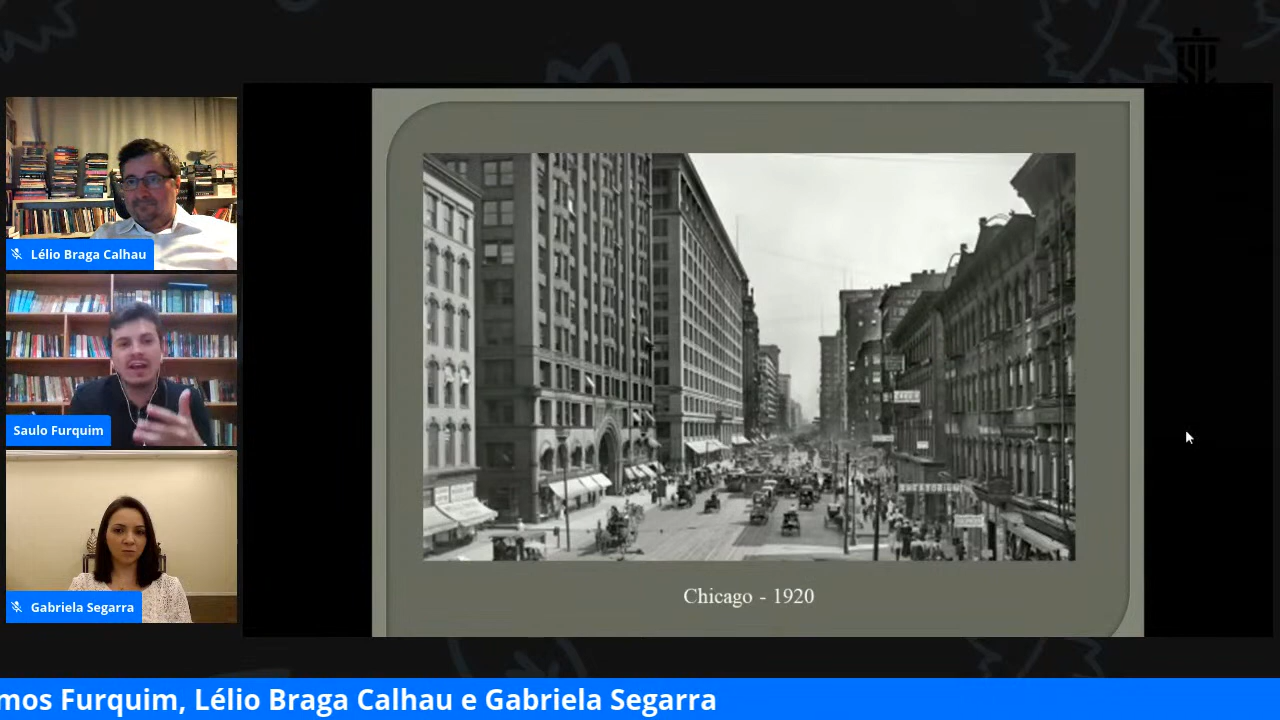 Lélio Braga Calhau
Saulo Furquim
Gabriela Segarra
Chicago - 1920
mos Furquim, Lélio Braga Calhau e Gabriela Segarra